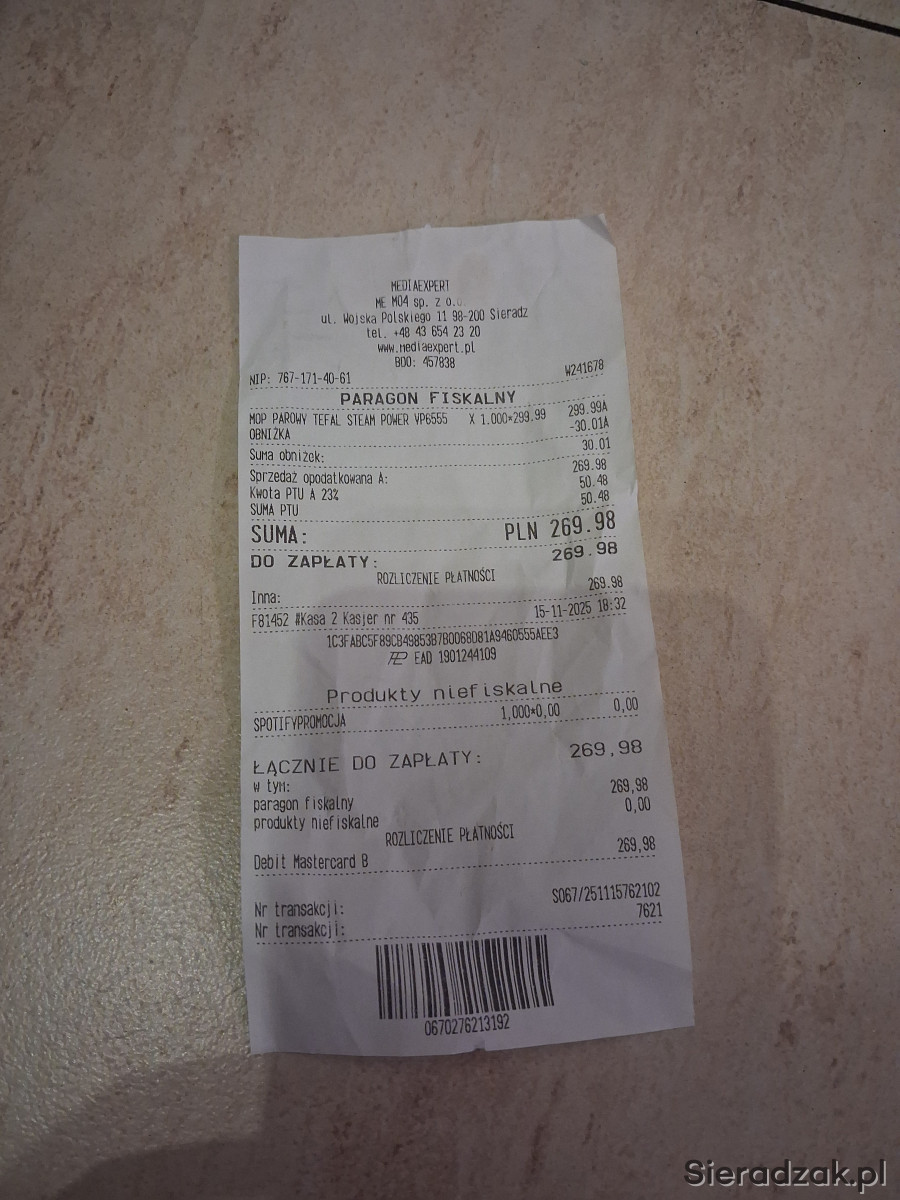 MEDIAEXPERT
ME M04 sp. z o.o.
ul. Wojska Polskiego 11 98-200 Sieradz
tel. +48 43 654 23 20
www.mediaexpert.pl
BDO: 457838
NIP: 767-171-40-61 W241678
PARAGON FISKALNY
MOP PAROWY TEFAL STEAM POWER VP6555 X 1.000*299.99 299.99A
OBNIŻKA -30.01A
Suma obniżek: 30.01
Sprzedaż opodatkowana A: 269.98
Kwota PTU A 23% 50.48
SUMA PTU 50.48
SUMA: PLN 269.98
DO ZAPŁATY: 269.98
ROZLICZENIE PŁATNOŚCI
Inna: 269.98
F81452 #Kasa 2 Kasjer nr 435 15-11-2025 18:32
1C3FABC5F89CB49853B7B0D68D81A9460555AEE3
EAD 1901244109
Produkty niefiskalne
SPOTIFYPROMOCJA 1,000*0,00 0,00
ŁĄCZNIE DO ZAPŁATY: 269,98
w tym:
paragon fiskalny 269,98
produkty niefiskalne 0,00
ROZLICZENIE PŁATNOŚCI
Debit Mastercard B 269,98
Nr transakcji: S067/251115762102
Nr transakcji: 7621
0670276213192
Sieradzak.pl